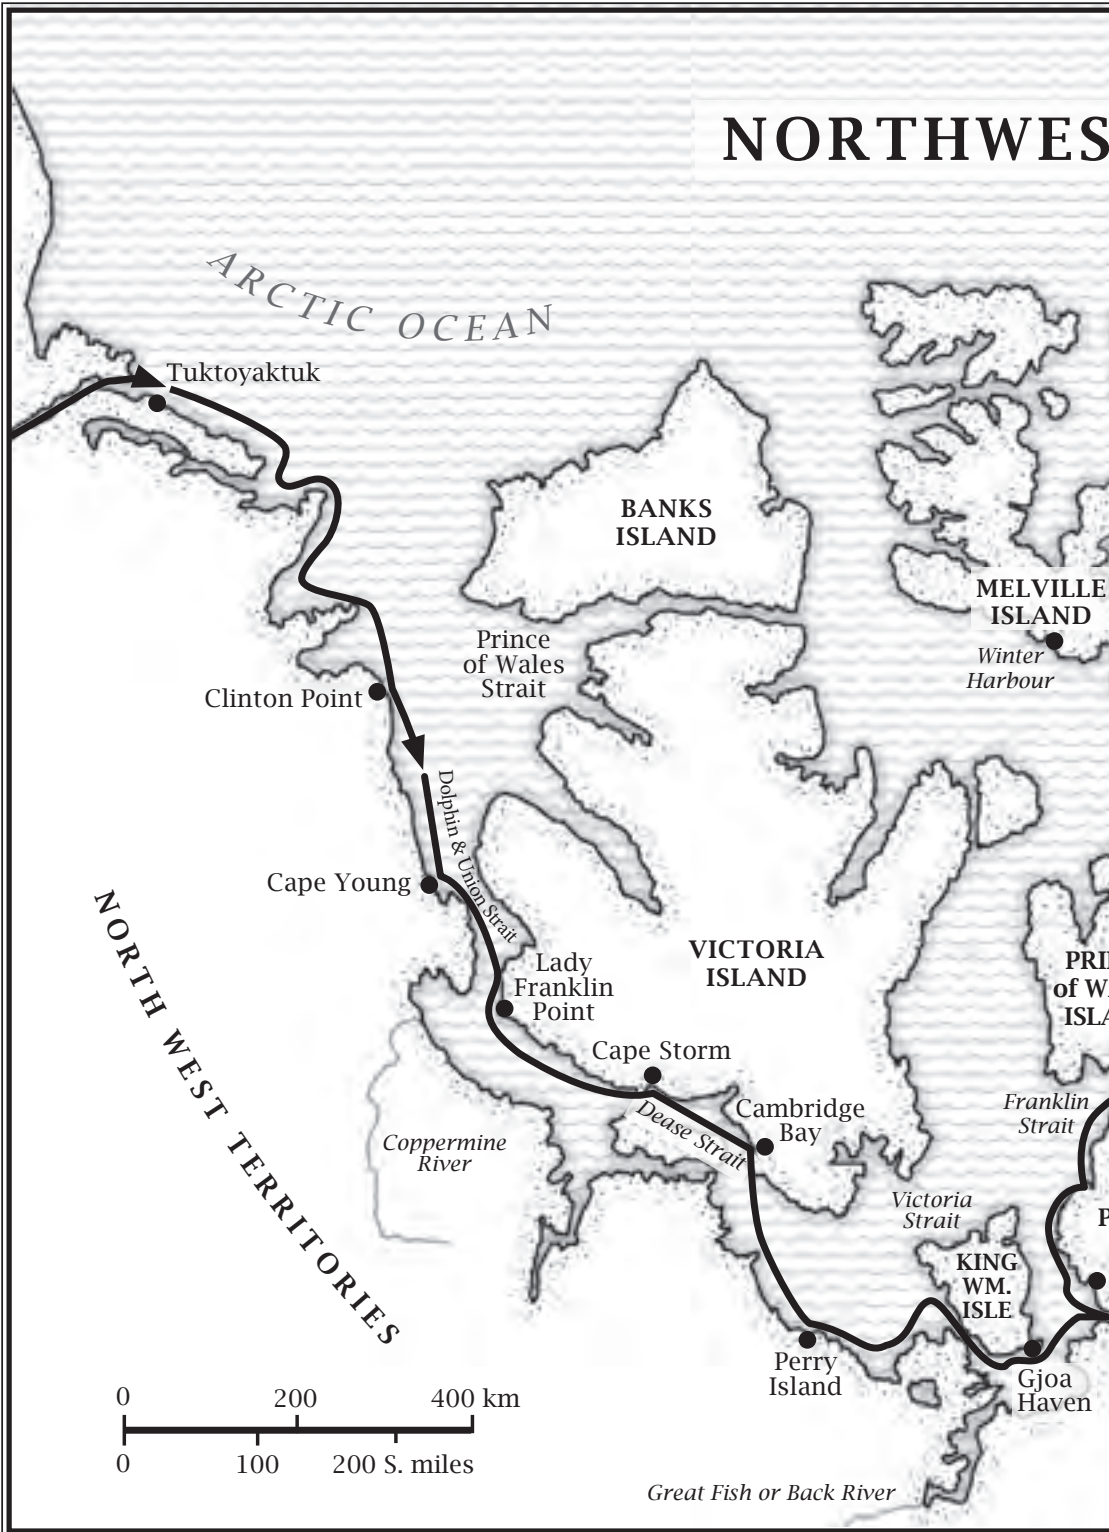 NORTHWES
ARCTIC OCEAN
Tuktoyaktuk
BANKS
ISLAND
MELVILLE
ISLAND
Winter
Harbour
Prince
of Wales
Strait
Clinton Point
Dolphin & Union Strait
Cape Young
NORTH WEST TERRITORIES
VICTORIA
ISLAND
PRI
of W
ISLA
Lady
Franklin
Point
Cape Storm
Dease Strait
Cambridge
Bay
Franklin
Strait
Coppermine
River
Victoria
Strait
P
KING
WM.
ISLE
Perry
Island
Gjoa
Haven
0 200 400 km
0 100 200 S. miles
Great Fish or Back River